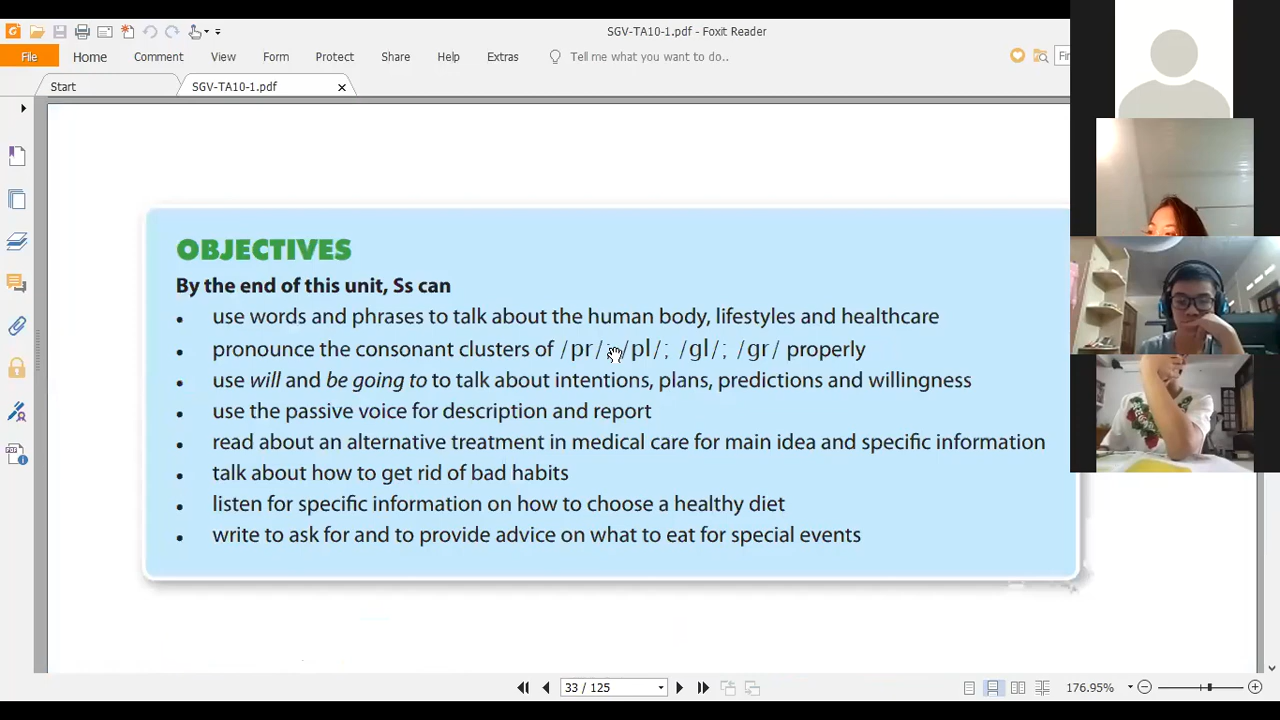 SGV-TA10-1.pdf - Foxit Reader
File Home Comment View Form Protect Share Help Extras Tell me what you want to do..
Start SGV-TA10-1.pdf
OBJECTIVES
By the end of this unit, Ss can
• use words and phrases to talk about the human body, lifestyles and healthcare
• pronounce the consonant clusters of /pr/; /pl/; /gl/; /gr/ properly
• use will and be going to to talk about intentions, plans, predictions and willingness
• use the passive voice for description and report
• read about an alternative treatment in medical care for main idea and specific information
• talk about how to get rid of bad habits
• listen for specific information on how to choose a healthy diet
• write to ask for and to provide advice on what to eat for special events
33 / 125 176.95%